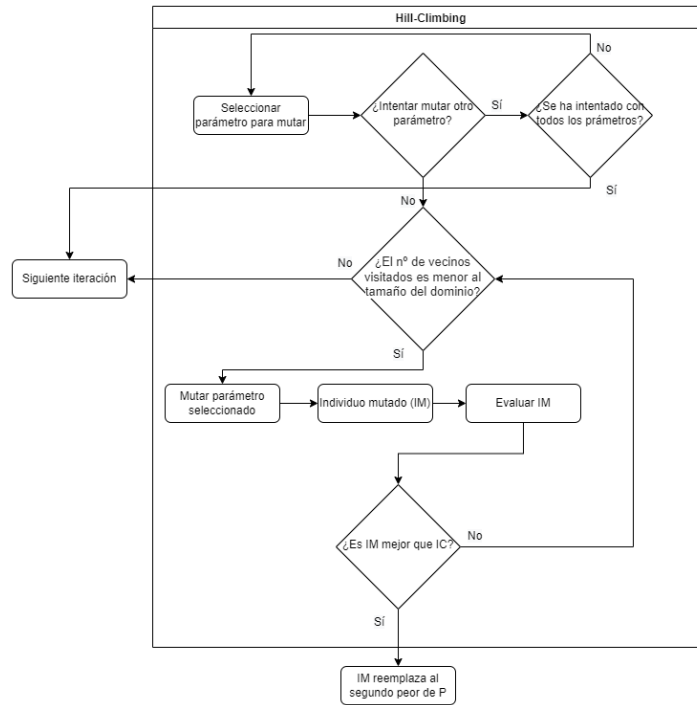 Hill-Climbing
No
Seleccionar
parámetro para mutar
¿Intentar mutar otro
parámetro?
Sí
¿Se ha intentado con
todos los prámetros?
No
Sí
Siguiente iteración
No
¿El nº de vecinos
visitados es menor al
tamaño del dominio?
Sí
Mutar parámetro
seleccionado
Individuo mutado (IM)
Evaluar IM
¿Es IM mejor que IC?
No
Sí
IM reemplaza al
segundo peor de P